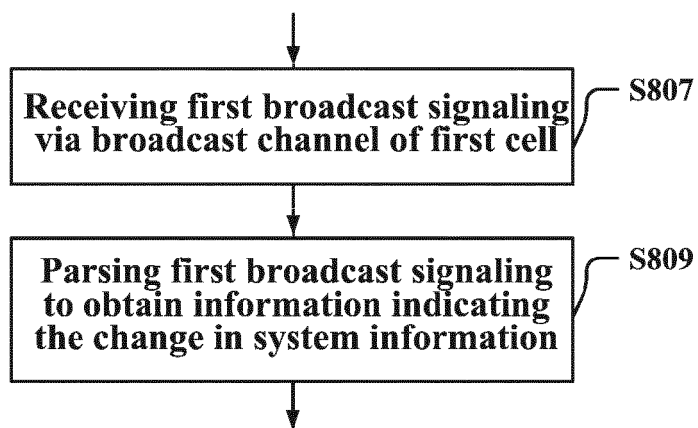 Receiving first broadcast signaling
via broadcast channel of first cell
S807
Parsing first broadcast signaling
to obtain information indicating
the change in system information
S809